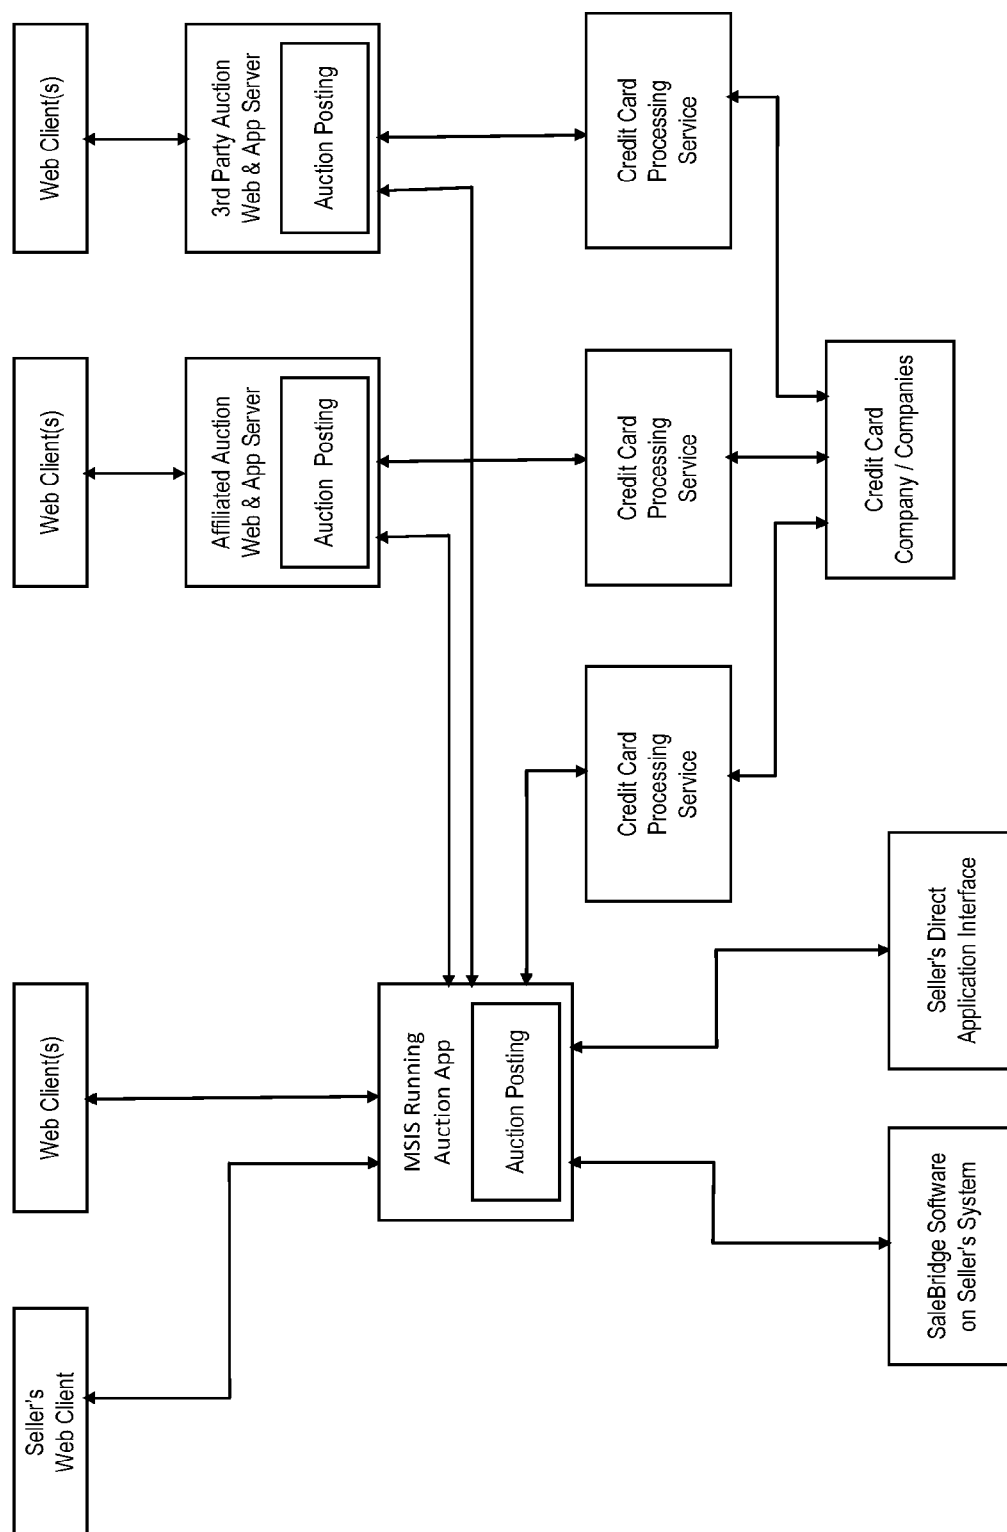 Seller's
Web Client
Web Client(s)
Web Client(s)
Web Client(s)
MSIS Running
Auction App
Auction Posting
Affiliated Auction
Web & App Server
Auction Posting
3rd Party Auction
Web & App Server
Auction Posting
Credit Card
Processing
Service
Credit Card
Processing
Service
Credit Card
Processing
Service
SaleBridge Software
on Seller's System
Seller's Direct
Application Interface
Credit Card
Company / Companies